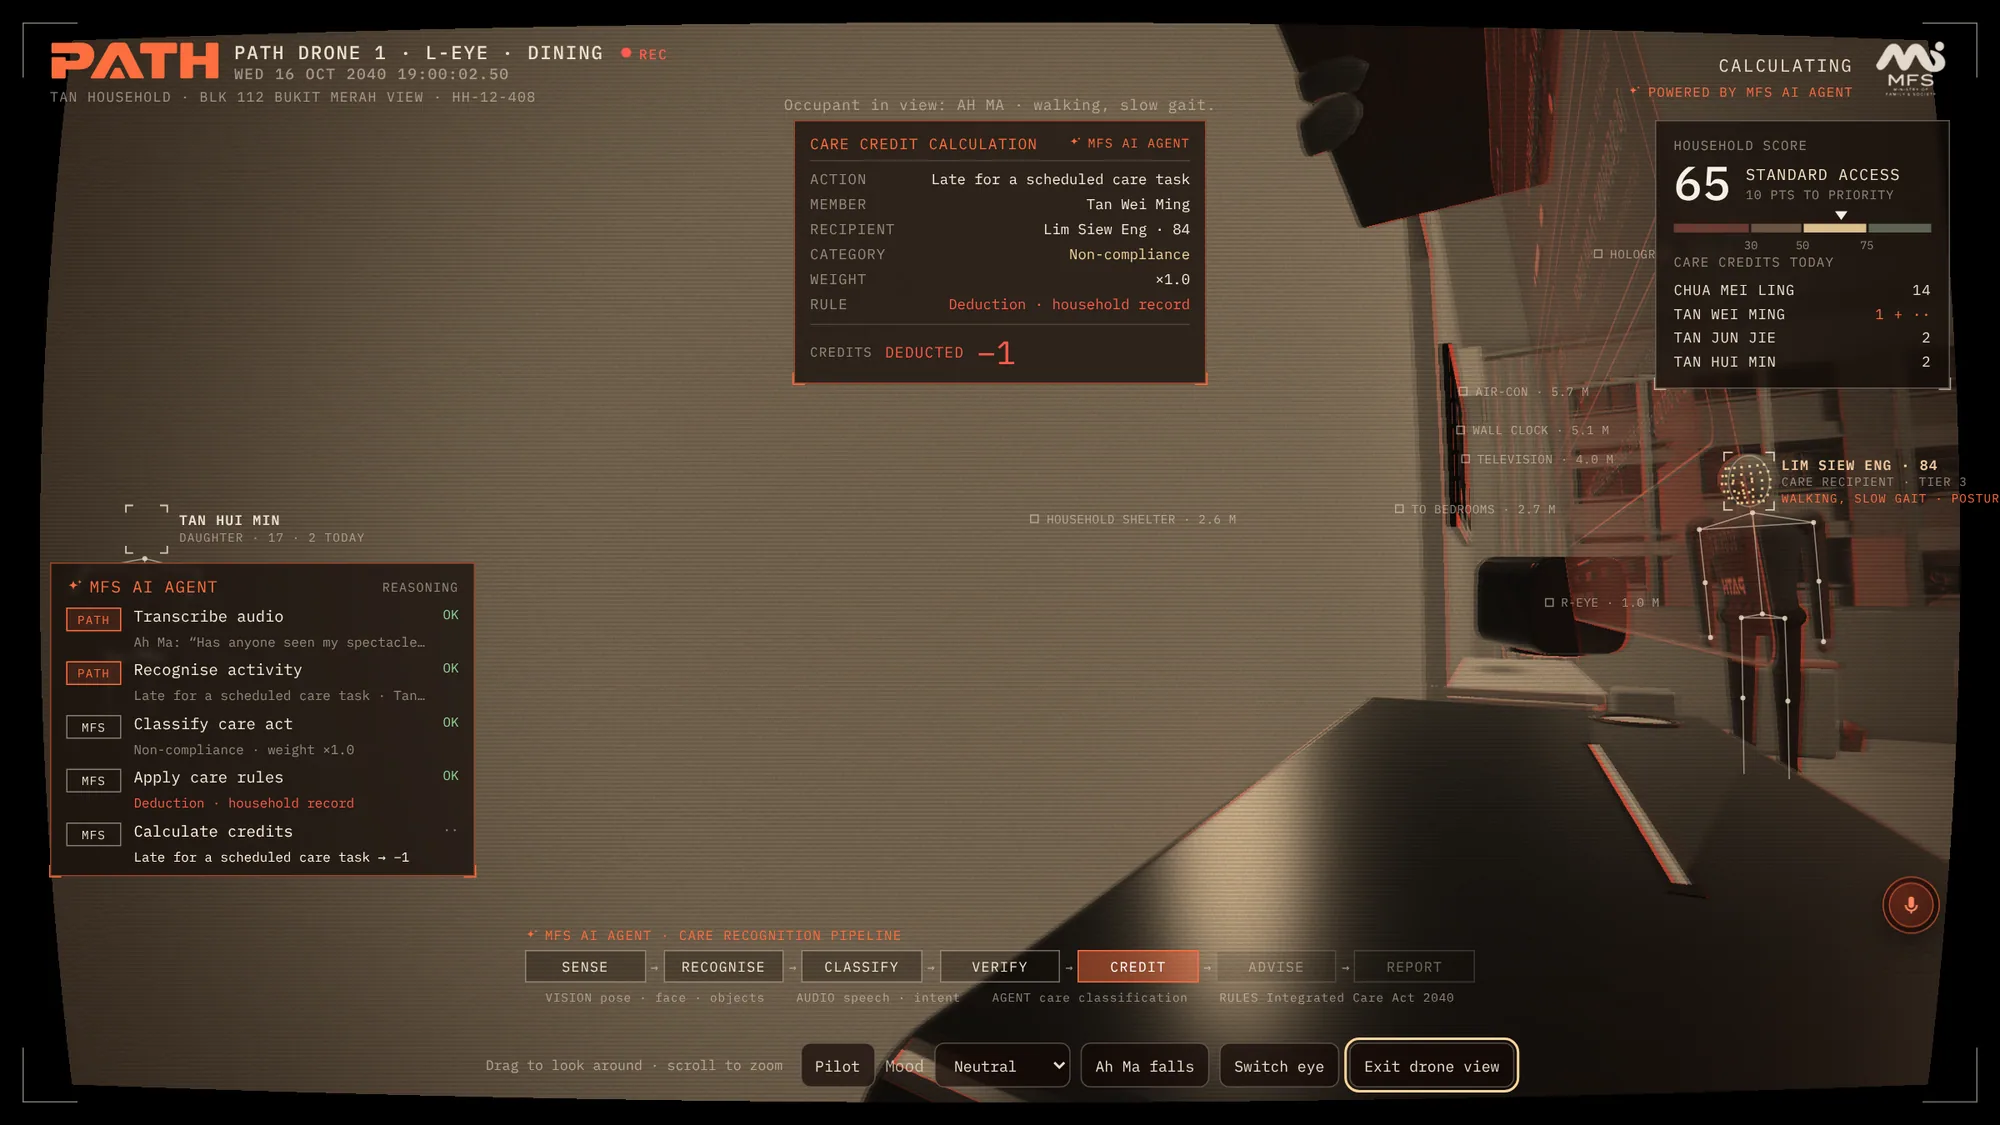 PATH
PATH DRONE 1 · L-EYE · DINING
REC
WED 16 OCT 2040 19:00:02.50
TAN HOUSEHOLD · BLK 112 BUKIT MERAH VIEW · HH-12-408
CALCULATING
POWERED BY MFS AI AGENT
MFS
Occupant in view: AH MA · walking, slow gait.
CARE CREDIT CALCULATION
MFS AI AGENT
ACTION Late for a scheduled care task
MEMBER Tan Wei Ming
RECIPIENT Lim Siew Eng · 84
CATEGORY Non-compliance
WEIGHT ×1.0
RULE Deduction · household record
CREDITS DEDUCTED −1
HOUSEHOLD SCORE
65 STANDARD ACCESS
10 PTS TO PRIORITY
30 50 75
CARE CREDITS TODAY
CHUA MEI LING 14
TAN WEI MING 1 + ··
TAN JUN JIE 2
TAN HUI MIN 2
HOLOGR
AIR-CON · 5.7 M
WALL CLOCK · 5.1 M
TELEVISION · 4.0 M
TO BEDROOMS · 2.7 M
HOUSEHOLD SHELTER · 2.6 M
R-EYE · 1.0 M
LIM SIEW ENG · 84
CARE RECIPIENT · TIER 3
WALKING, SLOW GAIT · POSTUR
PATH
TAN HUI MIN
DAUGHTER · 17 · 2 TODAY
MFS AI AGENT REASONING
PATH Transcribe audio OK
Ah Ma: “Has anyone seen my spectacle…
PATH Recognise activity OK
Late for a scheduled care task · Tan…
MFS Classify care act OK
Non-compliance · weight ×1.0
MFS Apply care rules OK
Deduction · household record
MFS Calculate credits ··
Late for a scheduled care task → −1
MFS AI AGENT · CARE RECOGNITION PIPELINE
SENSE → RECOGNISE → CLASSIFY → VERIFY → CREDIT → ADVISE → REPORT
VISION pose · face · objects AUDIO speech · intent AGENT care classification RULES Integrated Care Act 2040
Drag to look around · scroll to zoom Pilot Mood Neutral Ah Ma falls Switch eye Exit drone view